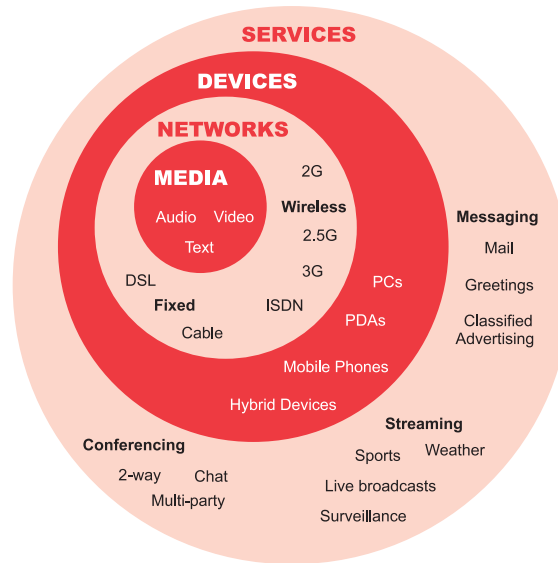 SERVICES
DEVICES
NETWORKS
MEDIA
Audio Video
Text
2G
Wireless
2.5G
3G
DSL
Fixed
ISDN
Cable
PCs
PDAs
Mobile Phones
Hybrid Devices
Messaging
Mail
Greetings
Classified
Advertising
Streaming
Sports Weather
Live broadcasts
Surveillance
Conferencing
2-way Chat
Multi-party